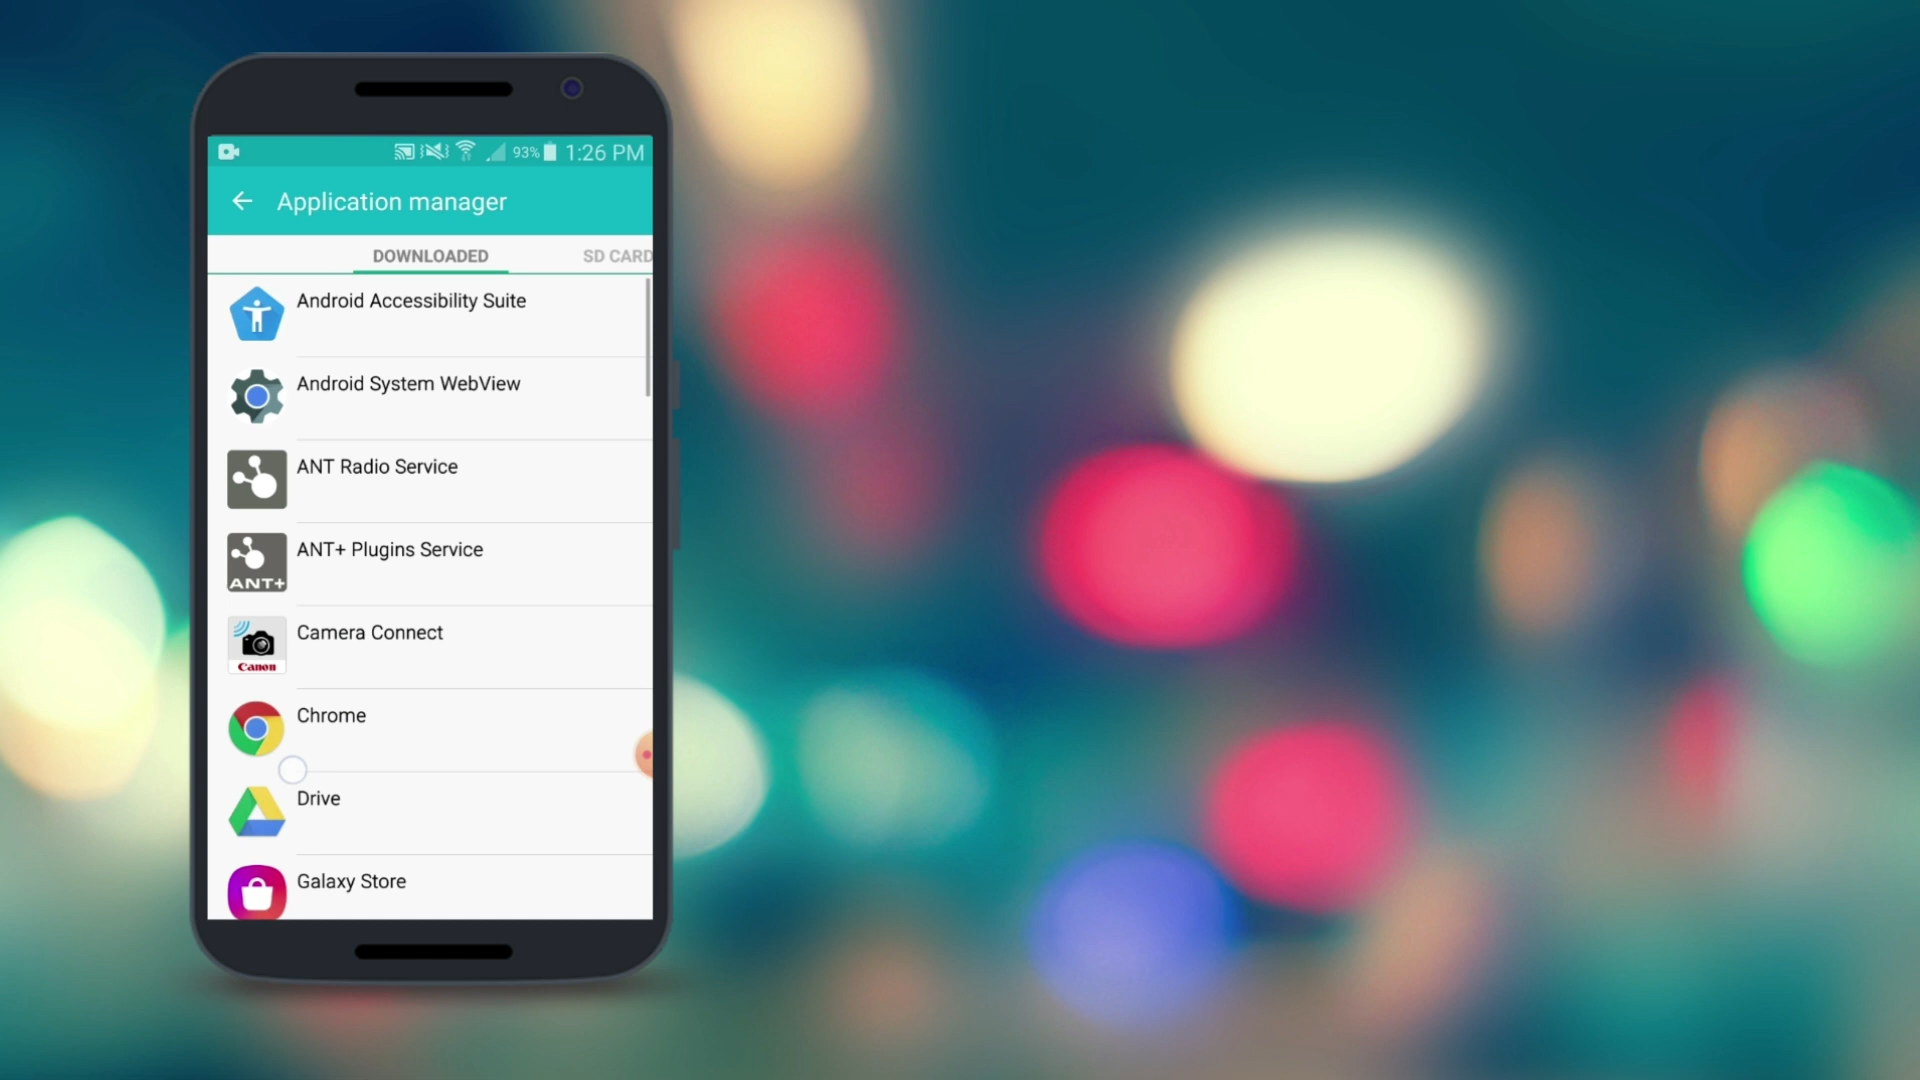 93% 1:26 PM
Application manager
DOWNLOADED SD CARD
Android Accessibility Suite
Android System WebView
ANT Radio Service
ANT+ Plugins Service
ANT+
Camera Connect
Canon
Chrome
Drive
Galaxy Store